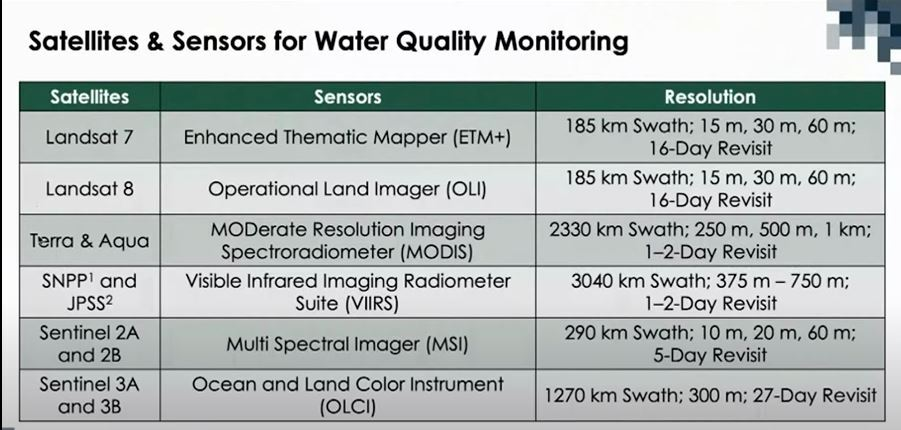 Satellites & Sensors for Water Quality Monitoring
Satellites
Sensors
Resolution
Landsat 7
Enhanced Thematic Mapper (ETM+)
185 km Swath; 15 m, 30 m, 60 m;
16-Day Revisit
Landsat 8
Operational Land Imager (OLI)
185 km Swath; 15 m, 30 m, 60 m;
16-Day Revisit
Terra & Aqua
MODerate Resolution Imaging
Spectroradiometer (MODIS)
2330 km Swath; 250 m, 500 m, 1 km;
1–2-Day Revisit
SNPP¹ and
JPSS²
Visible Infrared Imaging Radiometer
Suite (VIIRS)
3040 km Swath; 375 m – 750 m;
1–2-Day Revisit
Sentinel 2A
and 2B
Multi Spectral Imager (MSI)
290 km Swath; 10 m, 20 m, 60 m;
5-Day Revisit
Sentinel 3A
and 3B
Ocean and Land Color Instrument
(OLCI)
1270 km Swath; 300 m; 27-Day Revisit